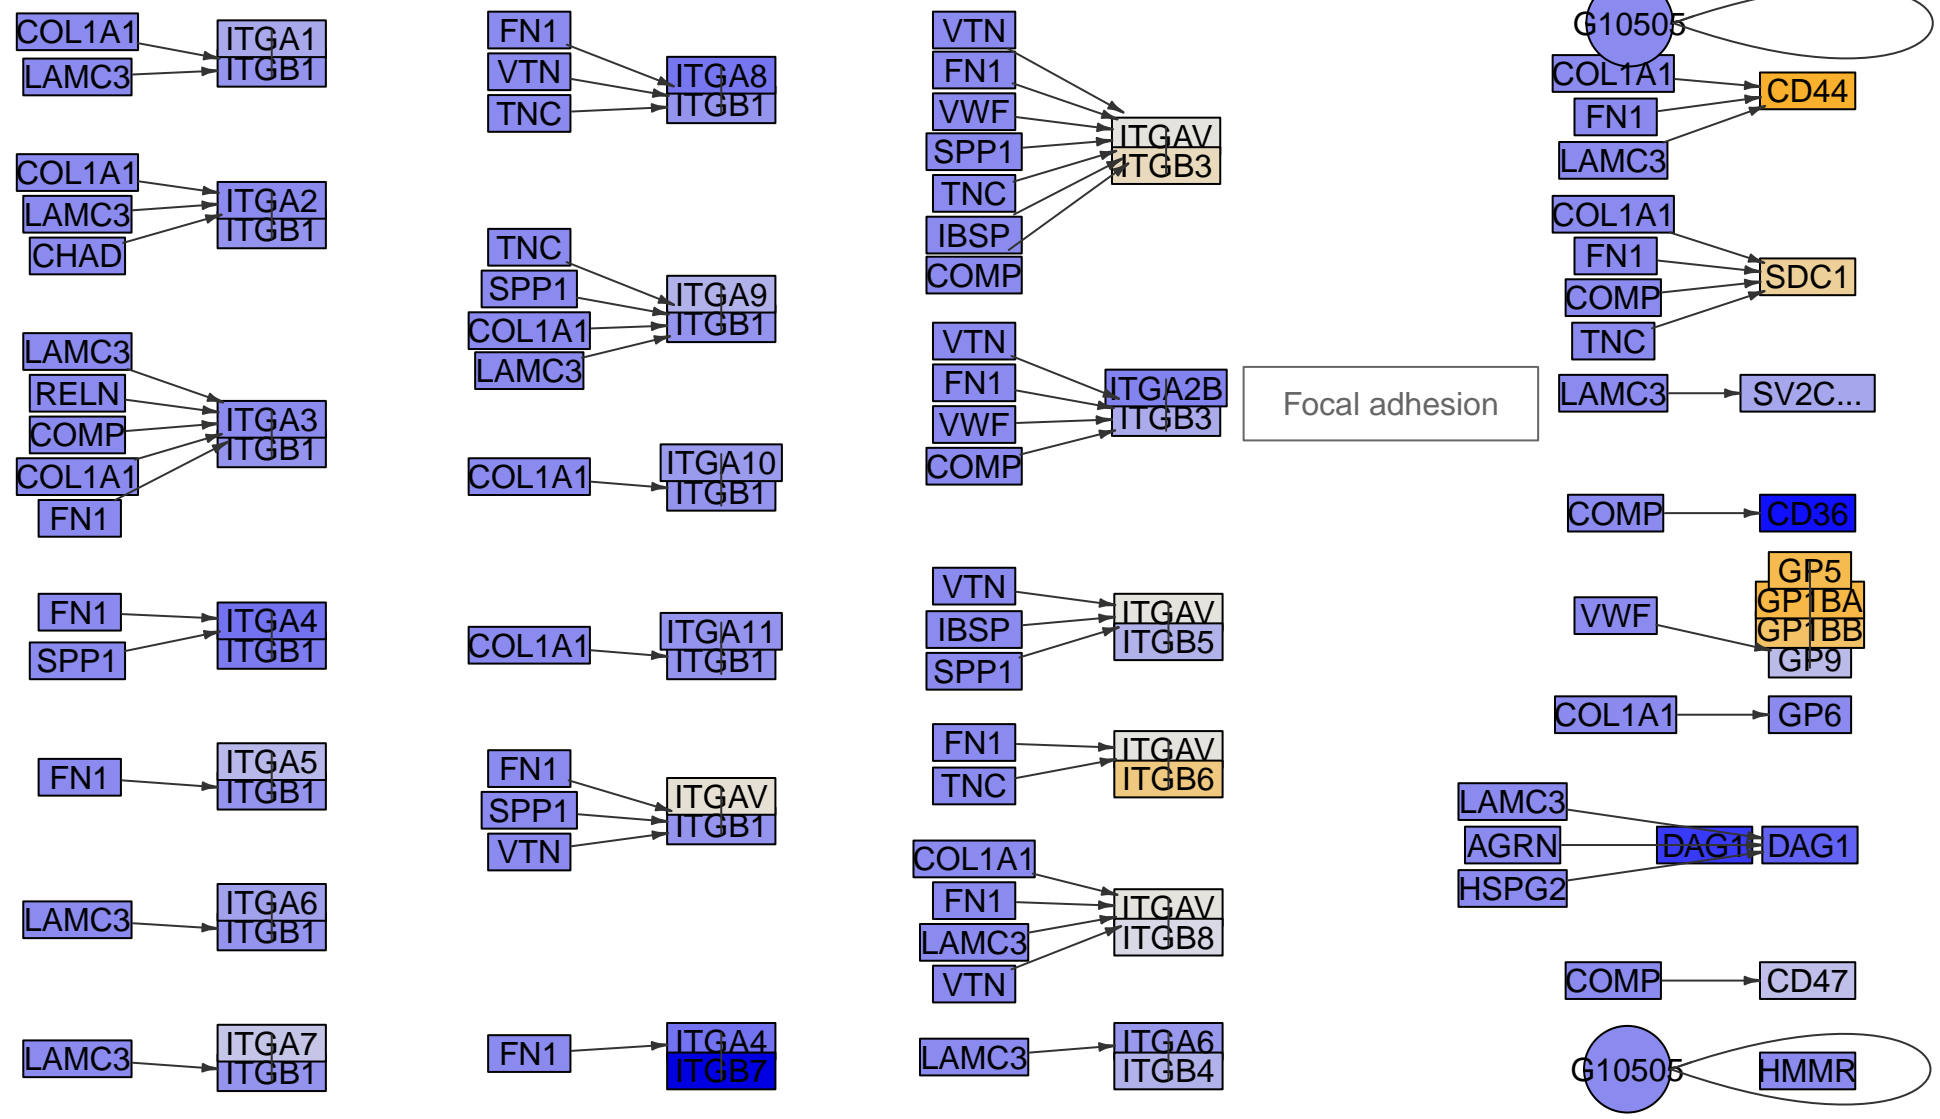 COL1A1
LAMC3
ITGA1
ITGB1
COL1A1
LAMC3
CHAD
ITGA2
ITGB1
LAMC3
RELN
COMP
COL1A1
FN1
ITGA3
ITGB1
FN1
SPP1
ITGA4
ITGB1
FN1
ITGA5
ITGB1
LAMC3
ITGA6
ITGB1
LAMC3
ITGA7
ITGB1
FN1
VTN
TNC
ITGA8
ITGB1
TNC
SPP1
COL1A1
LAMC3
ITGA9
ITGB1
COL1A1
ITGA10
ITGB1
COL1A1
ITGA11
ITGB1
FN1
SPP1
VTN
ITGAV
ITGB1
FN1
ITGA4
ITGB7
VTN
FN1
VWF
SPP1
TNC
IBSP
COMP
ITGAV
ITGB3
VTN
FN1
VWF
COMP
ITGA2B
ITGB3
Focal adhesion
VTN
IBSP
SPP1
ITGAV
ITGB5
FN1
TNC
ITGAV
ITGB6
COL1A1
FN1
LAMC3
VTN
ITGAV
ITGB8
LAMC3
ITGA6
ITGB4
G10505
COL1A1
FN1
LAMC3
CD44
COL1A1
FN1
COMP
TNC
SDC1
LAMC3
SV2C...
COMP
CD36
VWF
GP5
GP1BA
GP1BB
GP9
COL1A1
GP6
LAMC3
AGRN
HSPG2
DAG1
DAG1
COMP
CD47
G10505
HMMR